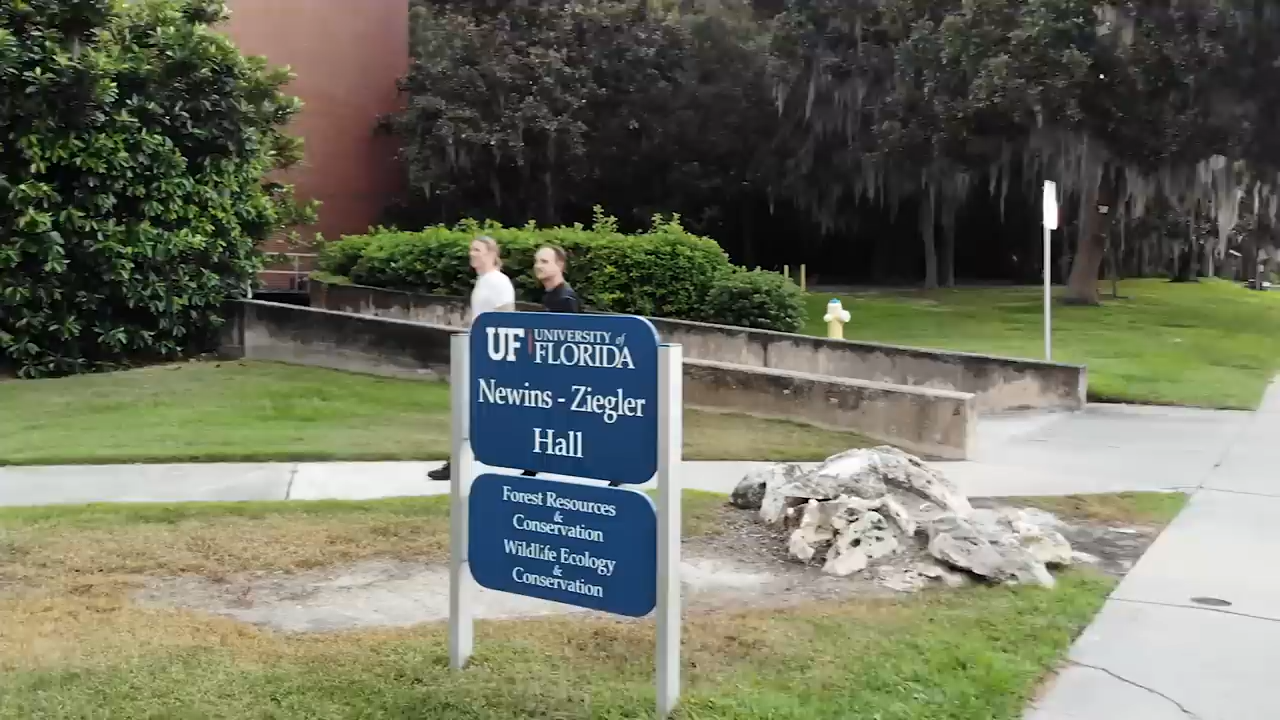 UF UNIVERSITY of
FLORIDA
Newins - Ziegler
Hall
Forest Resources
&
Conservation
Wildlife Ecology
&
Conservation